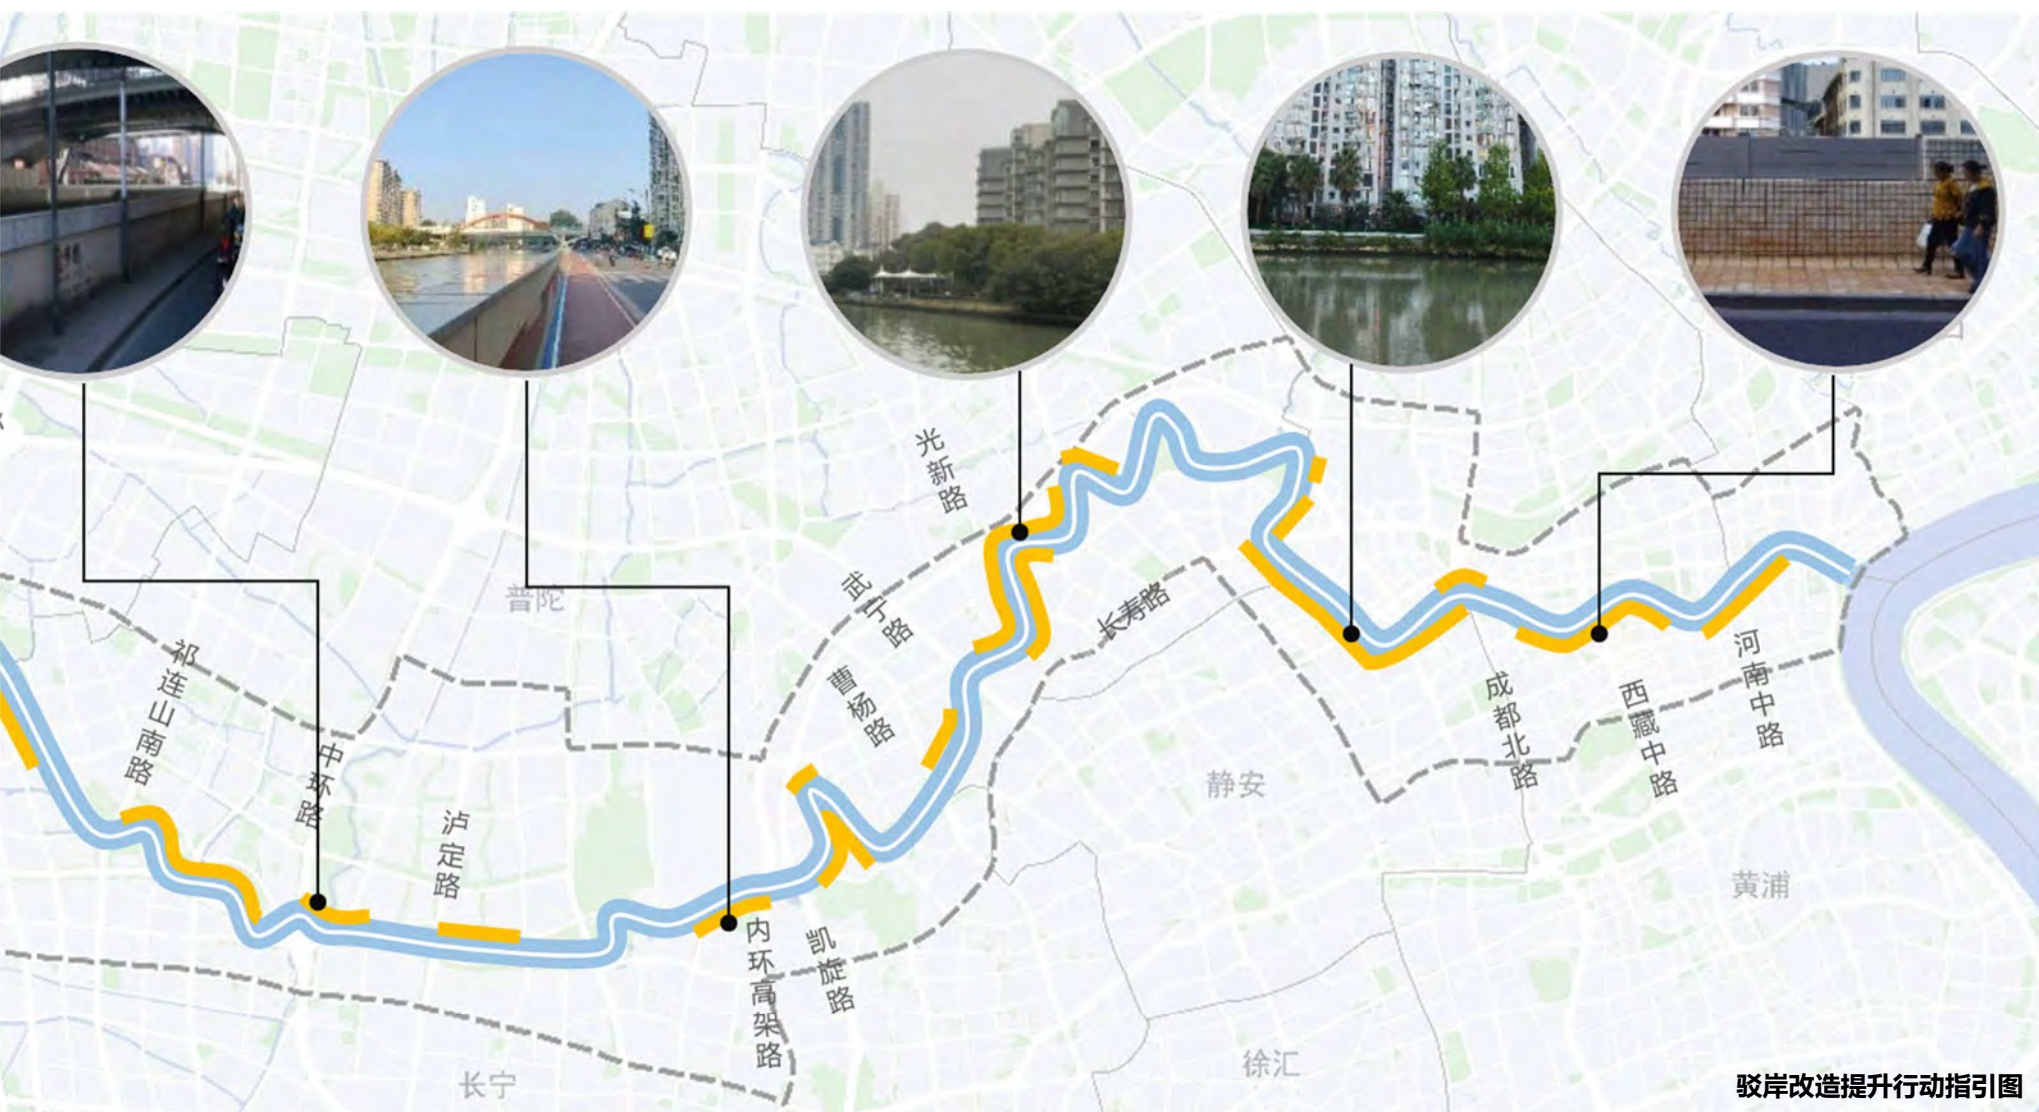 光新路
武宁路
普陀
长寿路
曹杨路
祁连山南路
中环路
泸定路
静安
成都北路
西藏中路
河南中路
黄浦
内环高架路
凯旋路
长宁
徐汇
驳岸改造提升行动指引图